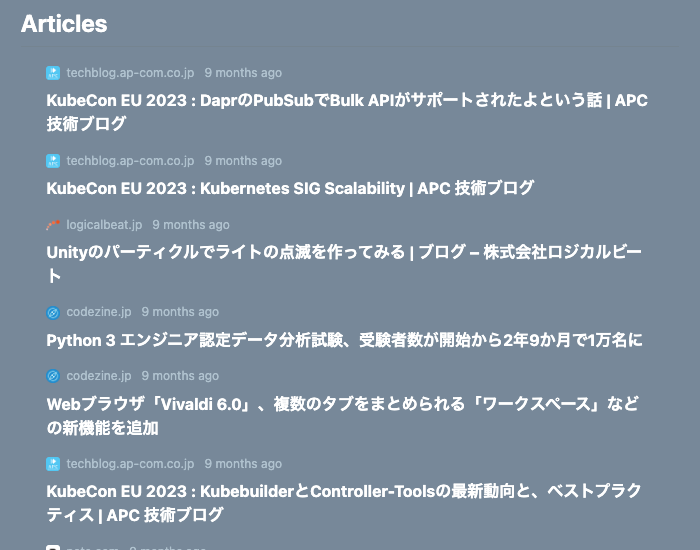 Articles
techblog.ap-com.co.jp 9 months ago
KubeCon EU 2023 : DaprのPubSubでBulk APIがサポートされたよという話 | APC
技術ブログ
techblog.ap-com.co.jp 9 months ago
KubeCon EU 2023 : Kubernetes SIG Scalability | APC 技術ブログ
logicalbeat.jp 9 months ago
Unityのパーティクルでライトの点滅を作ってみる | ブログ – 株式会社ロジカルビー
ト
codezine.jp 9 months ago
Python 3 エンジニア認定データ分析試験、受験者数が開始から2年9か月で1万名に
codezine.jp 9 months ago
Webブラウザ「Vivaldi 6.0」、複数のタブをまとめられる「ワークスペース」など
の新機能を追加
techblog.ap-com.co.jp 9 months ago
KubeCon EU 2023 : KubebuilderとController-Toolsの最新動向と、ベストプラク
ティス | APC 技術ブログ